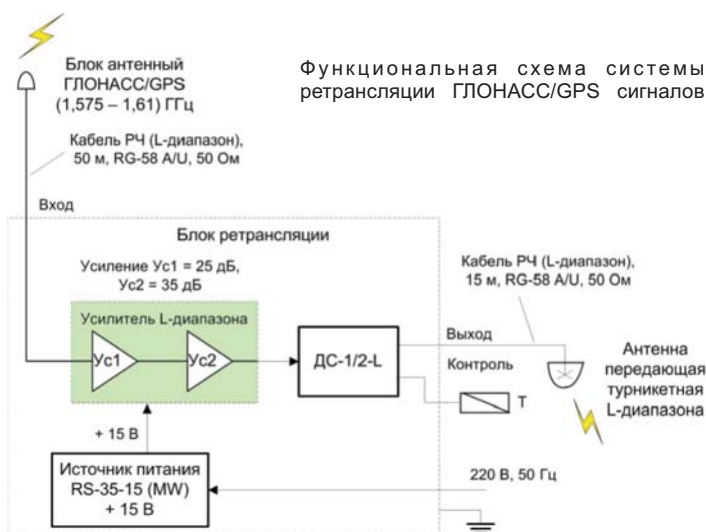 Функциональная схема системы
ретрансляции ГЛОНАСС/GPS сигналов
Блок антенный
ГЛОНАСС/GPS
(1,575 – 1,61) ГГц
Кабель РЧ (L-диапазон),
50 м, RG-58 A/U, 50 Ом
Вход
Блок ретрансляции
Усиление Ус1 = 25 дБ,
Ус2 = 35 дБ
Усилитель L-диапазона
Ус1
Ус2
ДС-1/2-L
Кабель РЧ (L-диапазон),
15 м, RG-58 A/U, 50 Ом
Выход
Контроль
Т
Антенна
передающая
турникетная
L-диапазона
+ 15 В
Источник питания
RS-35-15 (MW)
+ 15 В
220 В, 50 Гц